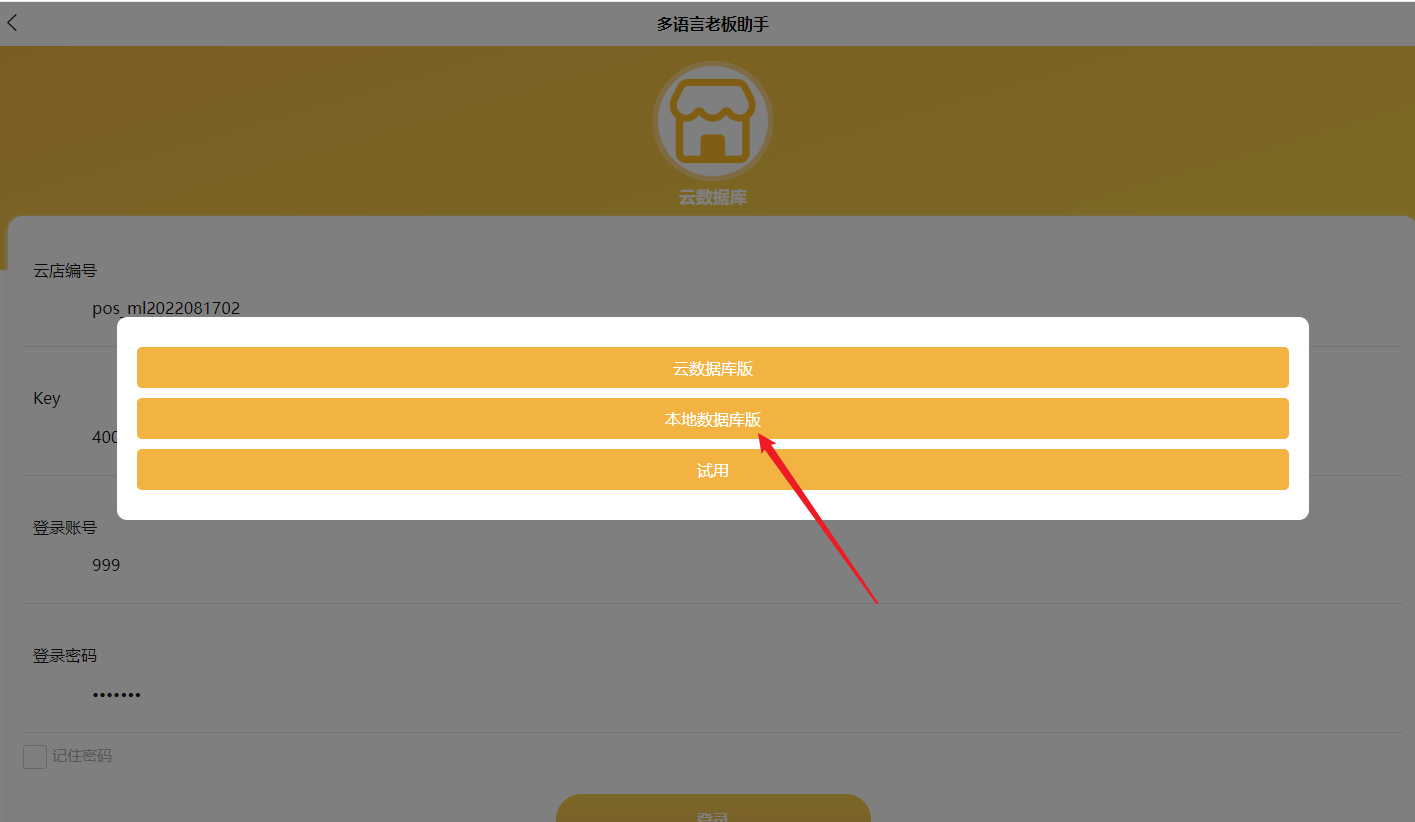 多语言老板助手
云数据库
云店编号
pos_ml2022081702
云数据库版
Key
本地数据库版
400
试用
登录账号
999
登录密码
•••••••
记住密码
登录